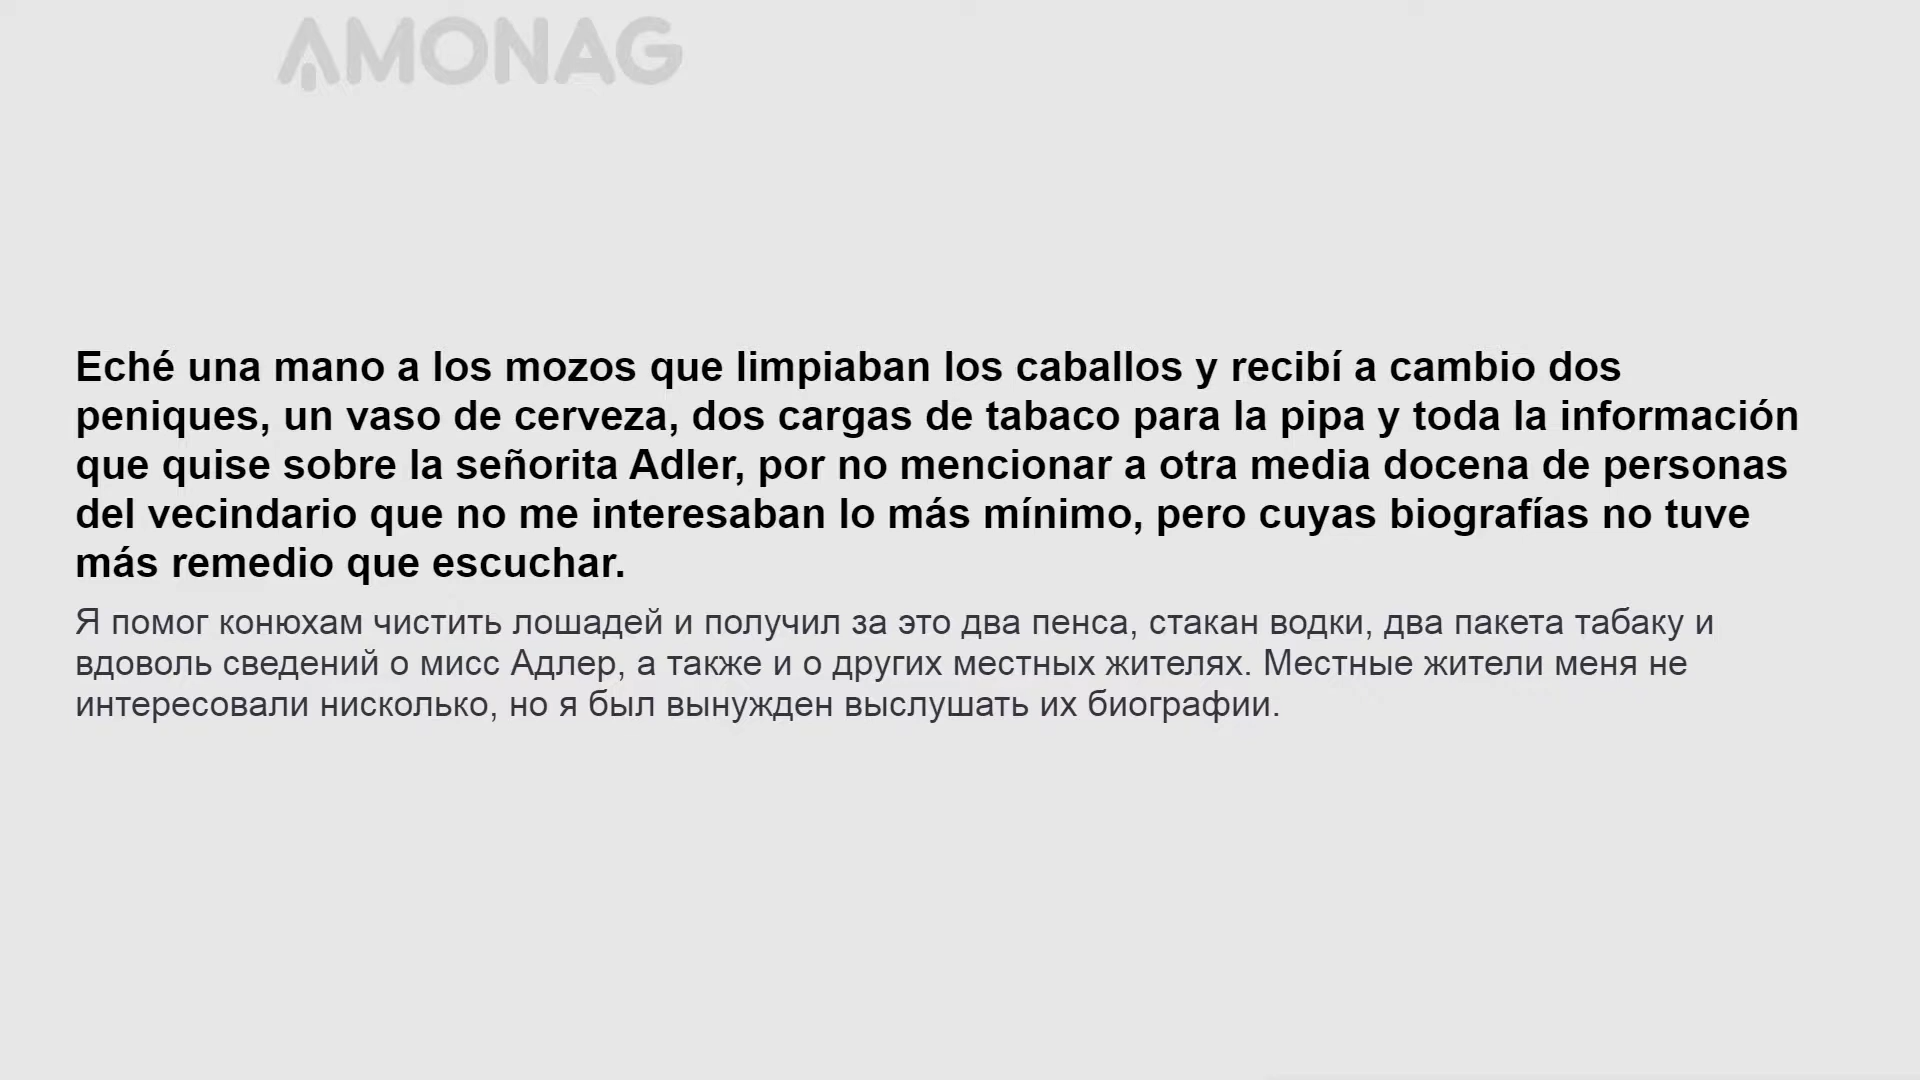 AMONAG
Eché una mano a los mozos que limpiaban los caballos y recibí a cambio dos
peniques, un vaso de cerveza, dos cargas de tabaco para la pipa y toda la información
que quise sobre la señorita Adler, por no mencionar a otra media docena de personas
del vecindario que no me interesaban lo más mínimo, pero cuyas biografías no tuve
más remedio que escuchar.
Я помог конюхам чистить лошадей и получил за это два пенса, стакан водки, два пакета табаку и
вдоволь сведений о мисс Адлер, а также и о других местных жителях. Местные жители меня не
интересовали нисколько, но я был вынужден выслушать их биографии.